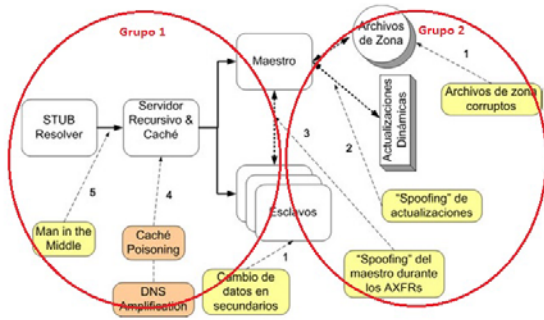 Grupo 1
Grupo 2
Archivos
de Zona
1
Maestro
Archivos de zona
corruptos
STUB
Resolver
Servidor
Recursivo &
Caché
Actualizaciones
Dinámicas
3
2
5
4
Esclavos
"Spoofing" de
actualizaciones
Man in the
Middle
Caché
Poisoning
1
"Spoofing" del
maestro durante
los AXFRs
DNS
Amplification
Cambio de
datos en
secundarios